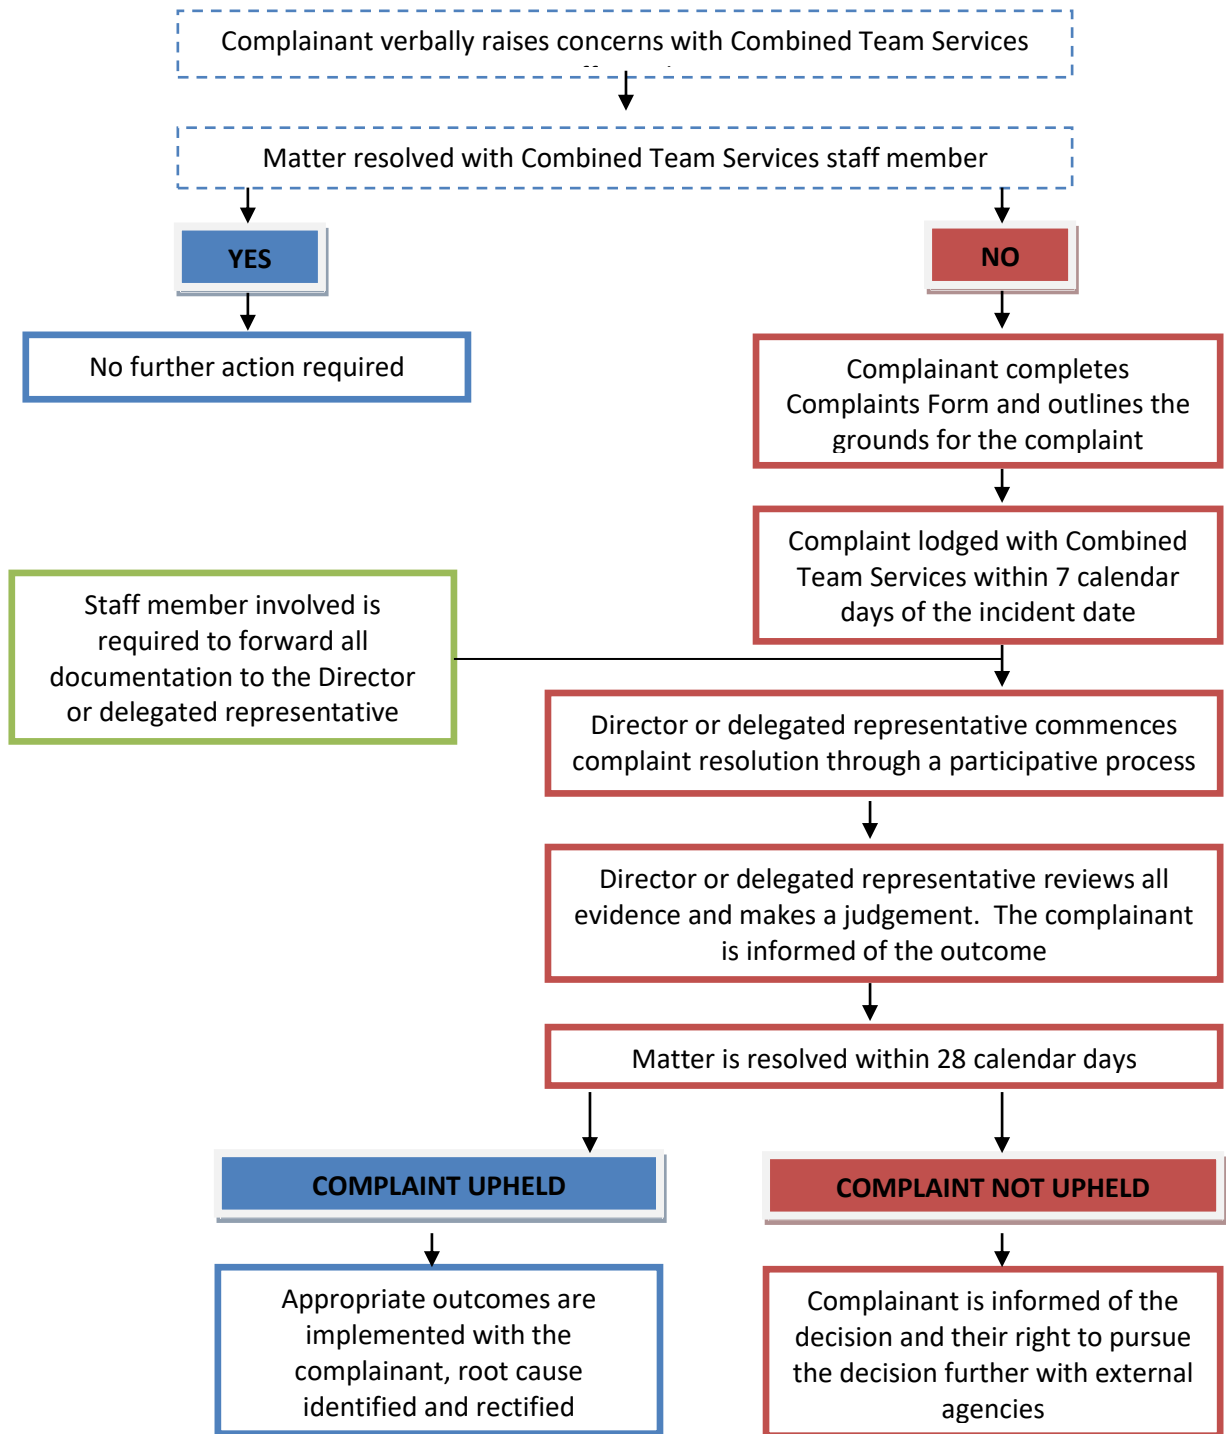 Complainant verbally raises concerns with Combined Team Services
Matter resolved with Combined Team Services staff member
YES
NO
No further action required
Complainant completes
Complaints Form and outlines the
grounds for the complaint
Complaint lodged with Combined
Team Services within 7 calendar
days of the incident date
Staff member involved is
required to forward all
documentation to the Director
or delegated representative
Director or delegated representative commences
complaint resolution through a participative process
Director or delegated representative reviews all
evidence and makes a judgement.  The complainant
is informed of the outcome
Matter is resolved within 28 calendar days
COMPLAINT UPHELD
COMPLAINT NOT UPHELD
Appropriate outcomes are
implemented with the
complainant, root cause
identified and rectified
Complainant is informed of the
decision and their right to pursue
the decision further with external
agencies